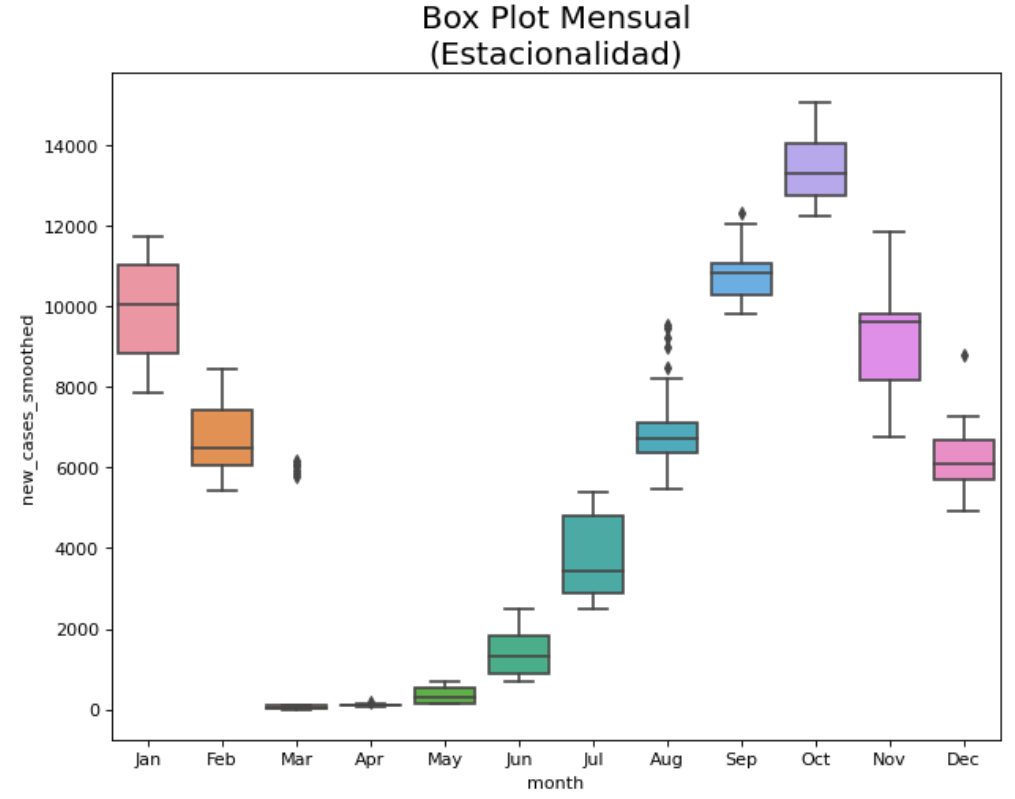 Box Plot Mensual
(Estacionalidad)
14000
12000
10000
8000
6000
4000
2000
0
new_cases_smoothed
Jan Feb Mar Apr May Jun Jul Aug Sep Oct Nov Dec
month